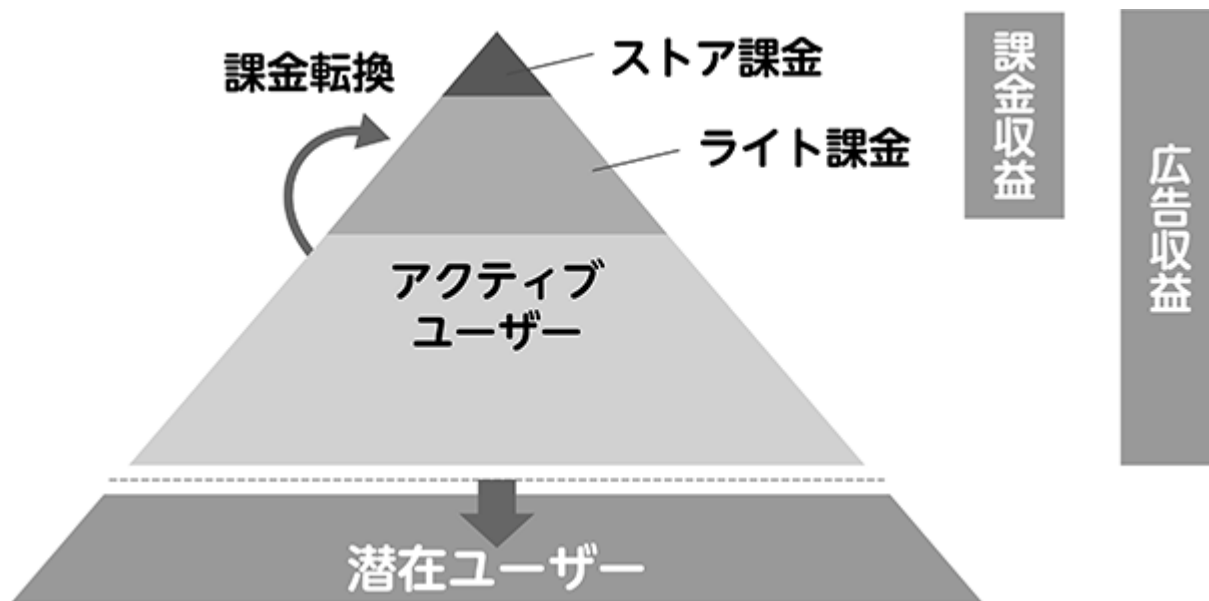 課金転換
ストア課金
ライト課金
アクティブ
ユーザー
潜在ユーザー
課金収益
広告収益